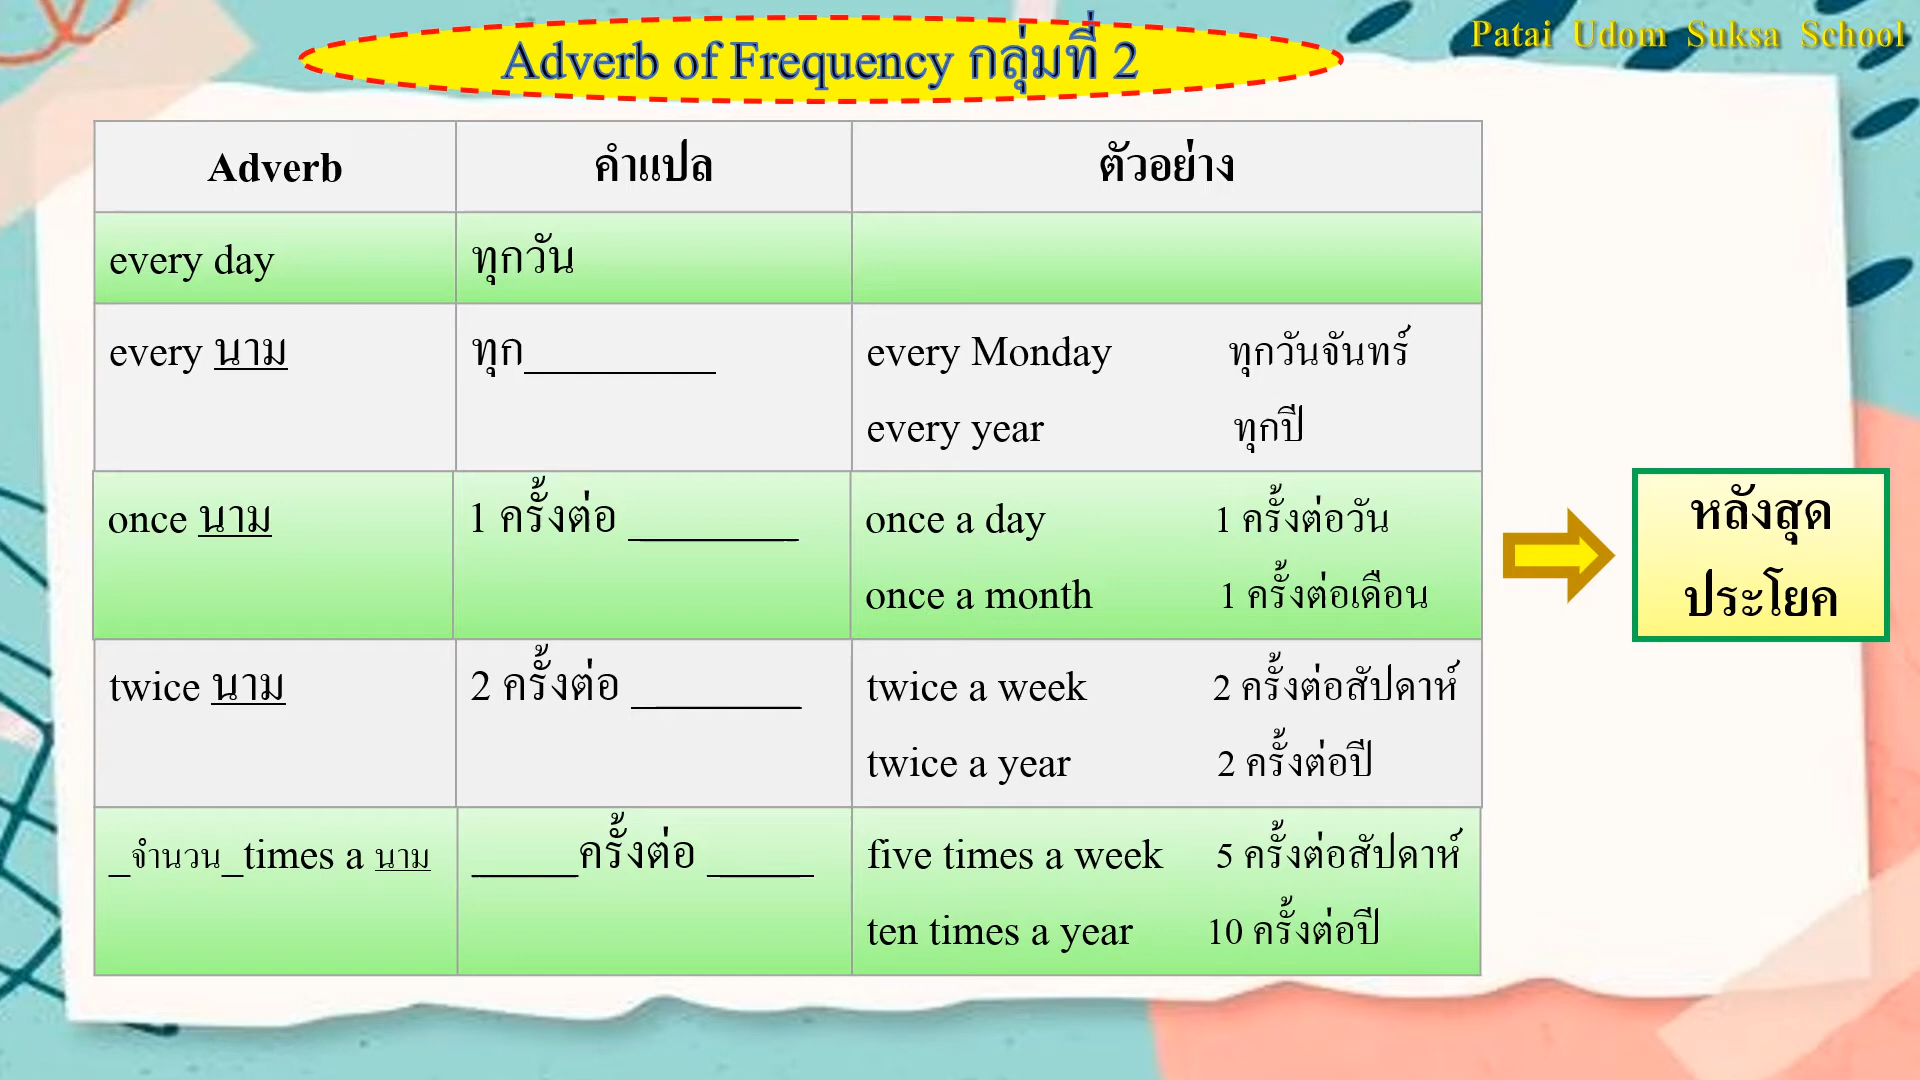 Patai Udom Suksa School
Adverb of Frequency กลุ่มที่ 2
Adverb คำแปล ตัวอย่าง
every day ทุกวัน
every นาม ทุก_________ every Monday ทุกวันจันทร์
every year ทุกปี
once นาม 1 ครั้งต่อ ________ once a day 1 ครั้งต่อวัน
once a month 1 ครั้งต่อเดือน
twice นาม 2 ครั้งต่อ ________ twice a week 2 ครั้งต่อสัปดาห์
twice a year 2 ครั้งต่อปี
_จำนวน_times a นาม _____ครั้งต่อ _____ five times a week 5 ครั้งต่อสัปดาห์
ten times a year 10 ครั้งต่อปี
หลังสุด
ประโยค